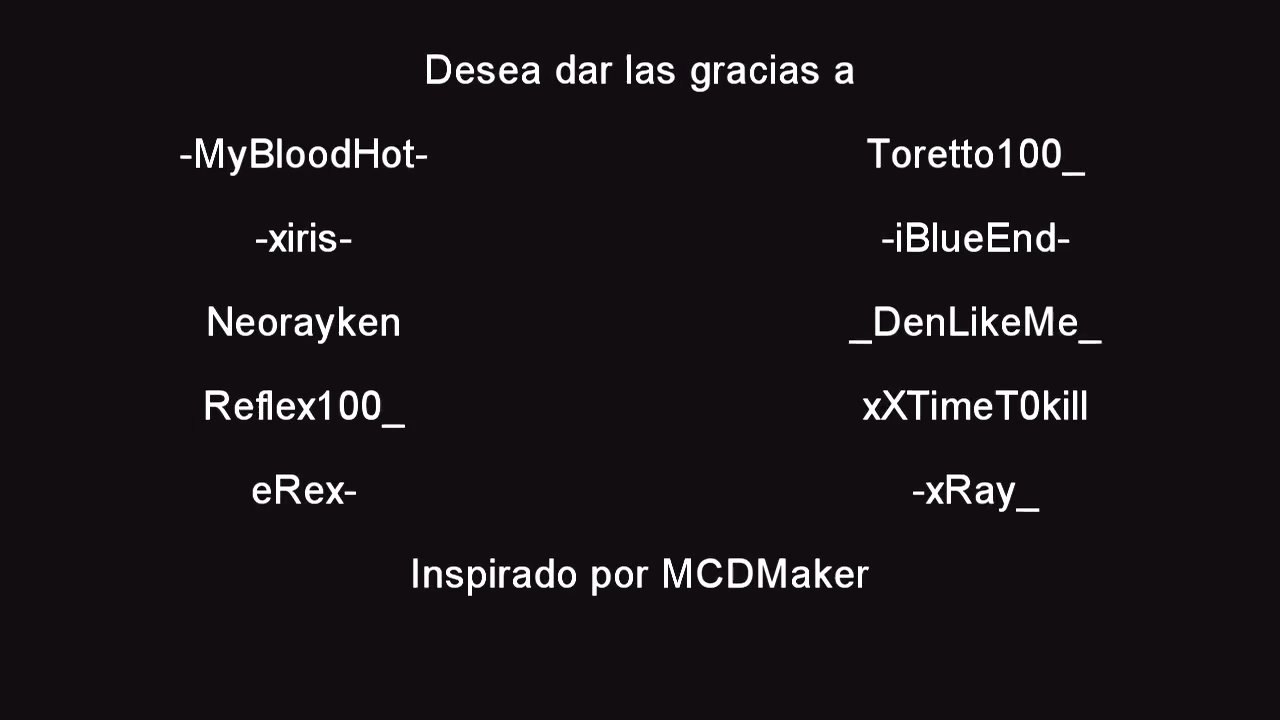 Desea dar las gracias a
-MyBloodHot- Toretto100_
-xiris- -iBlueEnd-
Neorayken _DenLikeMe_
Reflex100_ xXTimeT0kill
eRex- -xRay_
Inspirado por MCDMaker